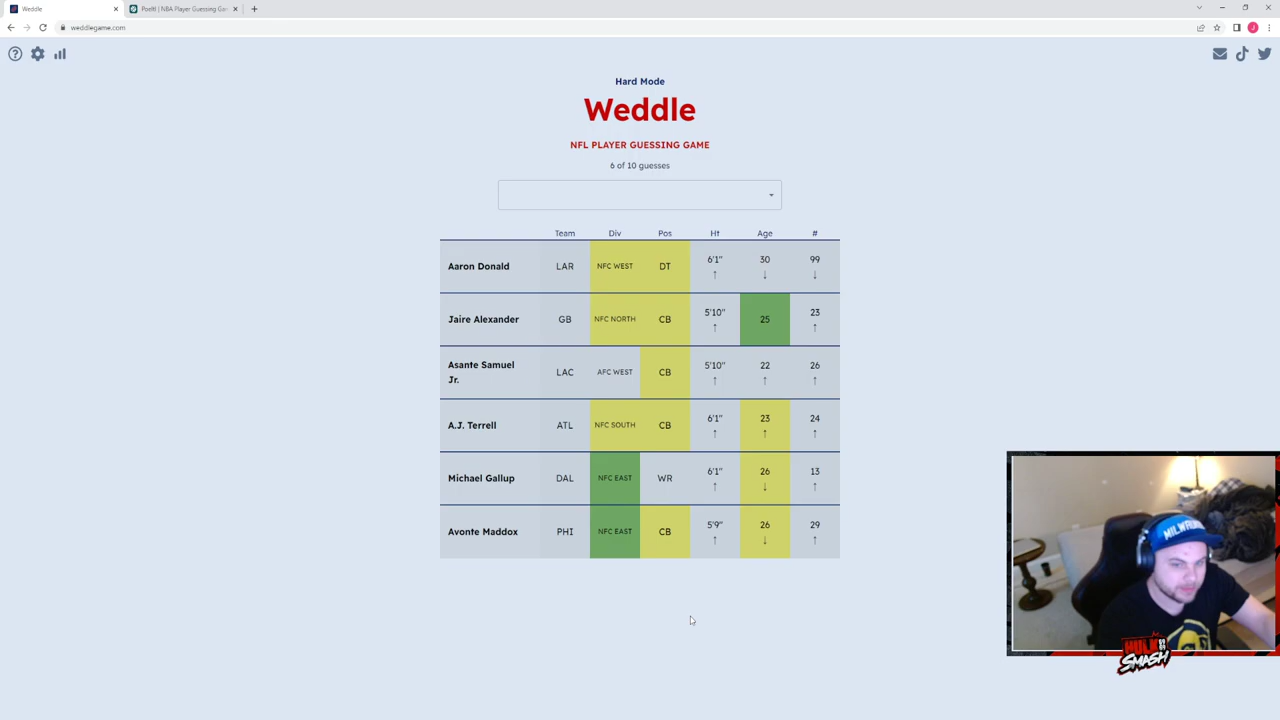 Weddle
Poeltl | NBA Player Guessing Ga
weddlegame.com
Hard Mode
Weddle
NFL PLAYER GUESSING GAME
6 of 10 guesses
Team Div Pos Ht Age #
Aaron Donald LAR NFC WEST DT 6'1" ↑ 30 ↓ 99 ↓
Jaire Alexander GB NFC NORTH CB 5'10" ↑ 25 23 ↑
Asante Samuel
Jr. LAC AFC WEST CB 5'10" ↑ 22 ↑ 26 ↑
A.J. Terrell ATL NFC SOUTH CB 6'1" ↑ 23 ↑ 24 ↑
Michael Gallup DAL NFC EAST WR 6'1" ↑ 26 ↓ 13 ↑
Avonte Maddox PHI NFC EAST CB 5'9" ↑ 26 ↓ 29 ↑
HULK
SMASH